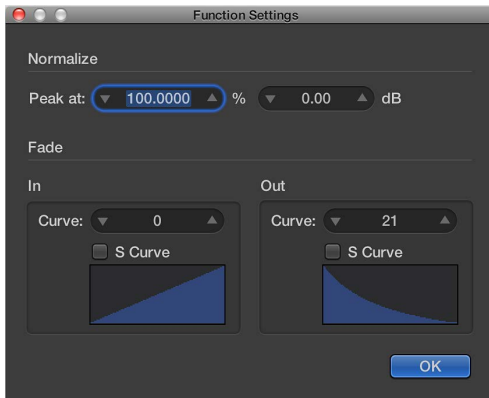 Function Settings
Normalize
Peak at: 100.0000 % 0.00 dB
Fade
In
Out
Curve: 0
Curve: 21
S Curve
S Curve
OK